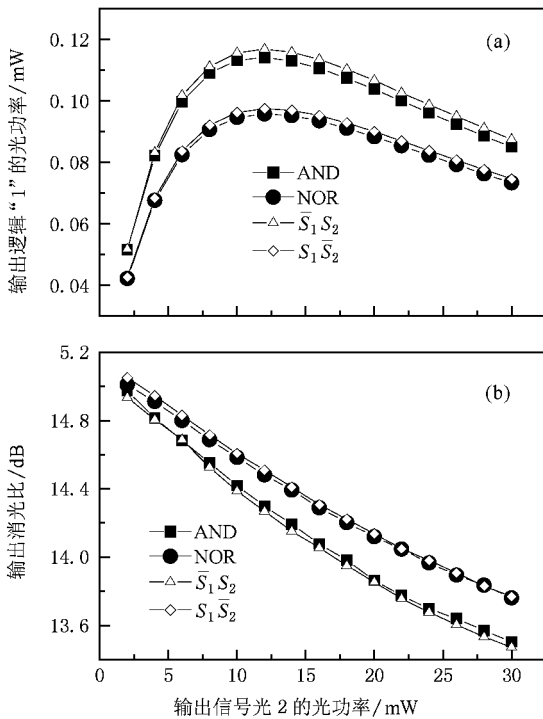 (a)
输出逻辑“1”的光功率/mW
0.12
0.10
0.08
0.06
0.04
AND
NOR
S̄₁S₂
S₁S̄₂
(b)
输出消光比/dB
5.2
14.8
14.4
14.0
13.6
AND
NOR
S̄₁S₂
S₁S̄₂
0 5 10 15 20 25 30
输出信号光2的光功率/mW